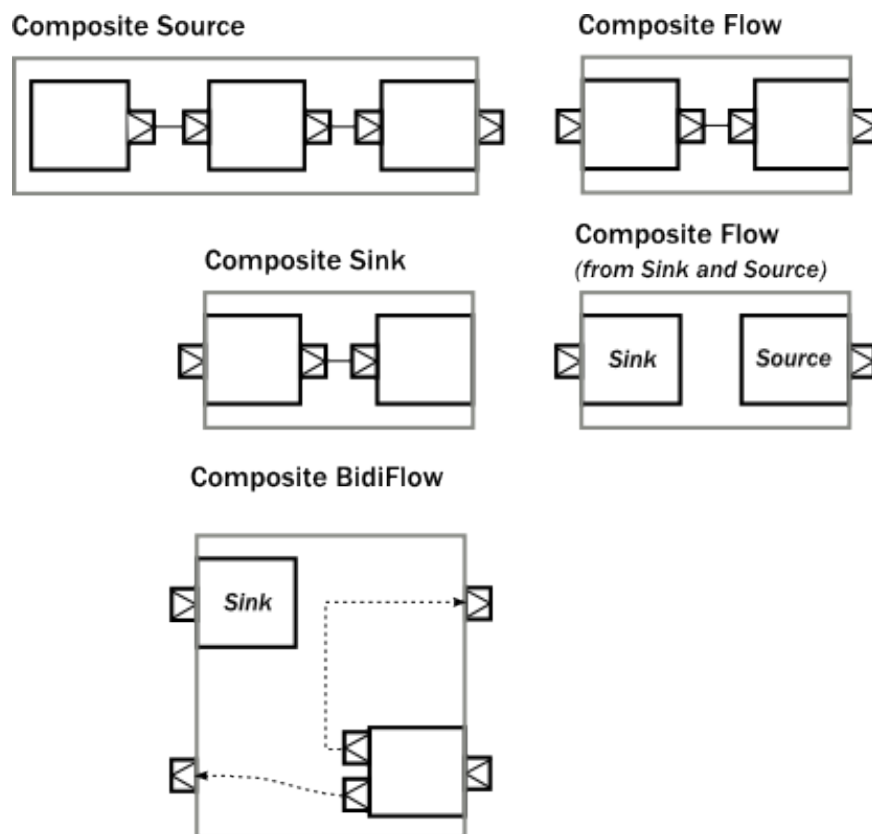 Composite Source
Composite Flow
Composite Sink
Composite Flow
(from Sink and Source)
Sink
Source
Composite BidiFlow
Sink